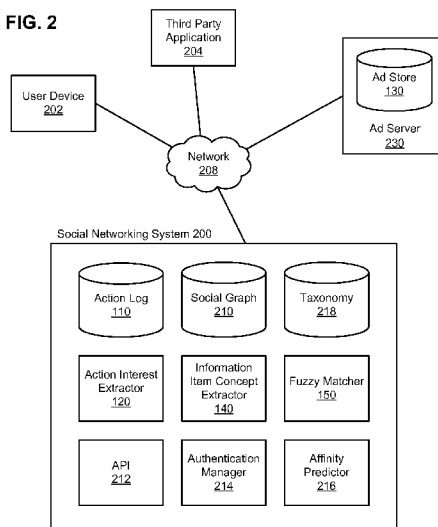 FIG. 2
Third Party
Application
204
User Device
202
Ad Store
130
Ad Server
230
Network
208
Social Networking System 200
Action Log
110
Social Graph
210
Taxonomy
218
Action Interest
Extractor
120
Information
Item Concept
Extractor
140
Fuzzy Matcher
150
API
212
Authentication
Manager
214
Affinity
Predictor
216